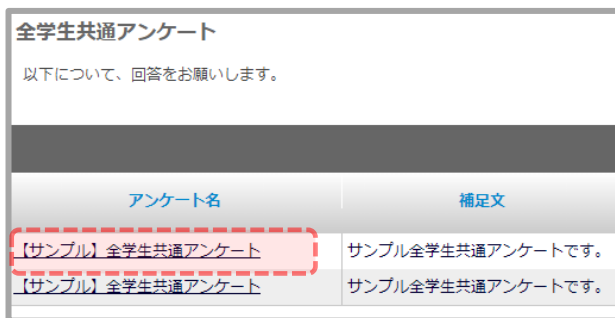 全学生共通アンケート
以下について、回答をお願いします。
アンケート名 補足文
【サンプル】全学生共通アンケート サンプル全学生共通アンケートです。
【サンプル】全学生共通アンケート サンプル全学生共通アンケートです。